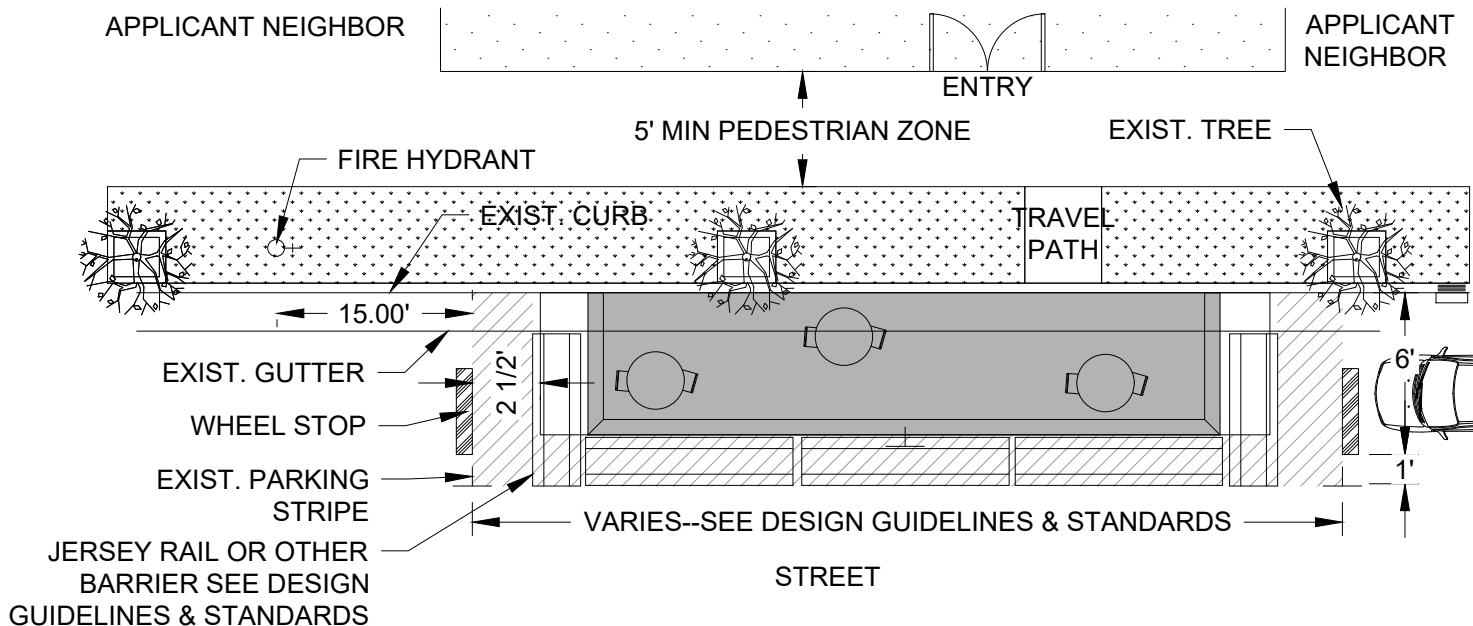 APPLICANT NEIGHBOR
APPLICANT
NEIGHBOR
ENTRY
5' MIN PEDESTRIAN ZONE
EXIST. TREE
FIRE HYDRANT
EXIST. CURB
TRAVEL
PATH
15.00'
EXIST. GUTTER
2 1/2'
6'
WHEEL STOP
EXIST. PARKING
STRIPE
1'
VARIES--SEE DESIGN GUIDELINES & STANDARDS
JERSEY RAIL OR OTHER
BARRIER SEE DESIGN
GUIDELINES & STANDARDS
STREET